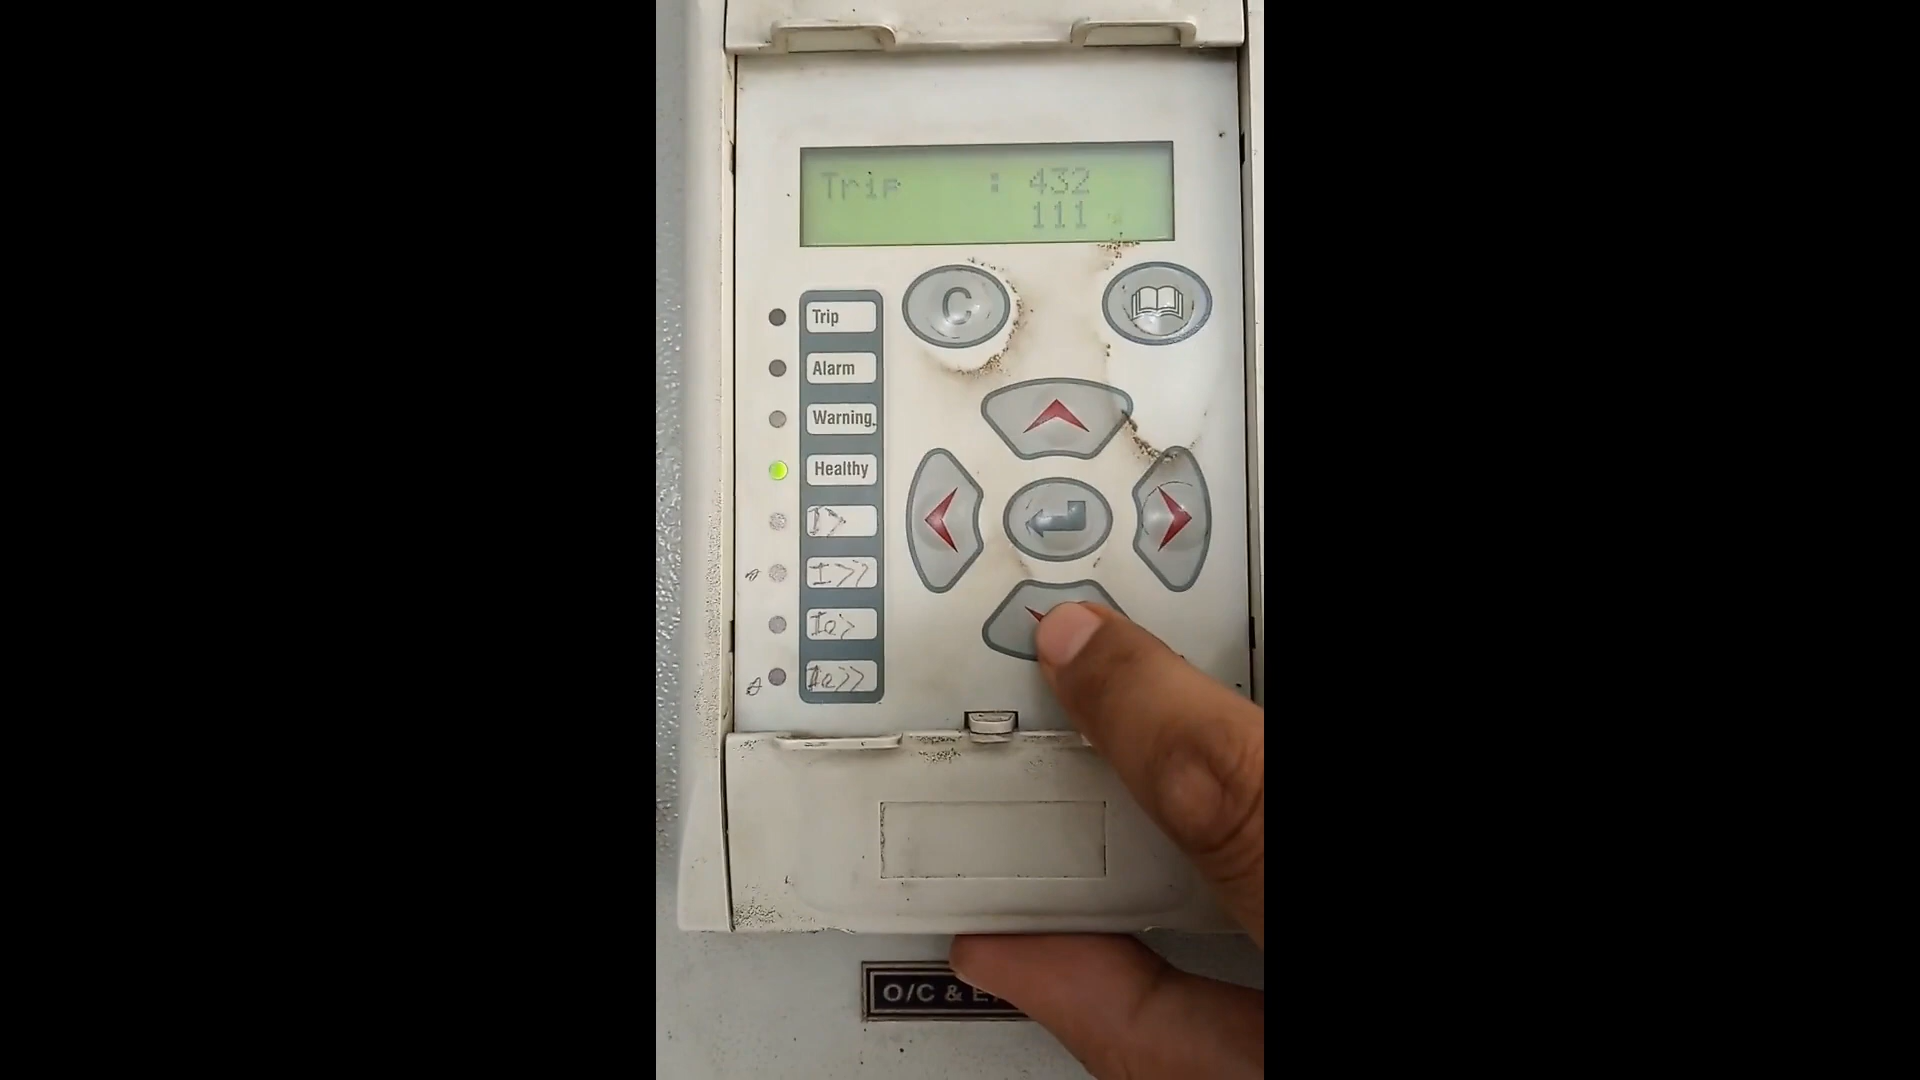 Trip : 432
111
C
Trip
Alarm
Warning
Healthy
I>
I>>
Ie>
Ie>>
O/C & E/